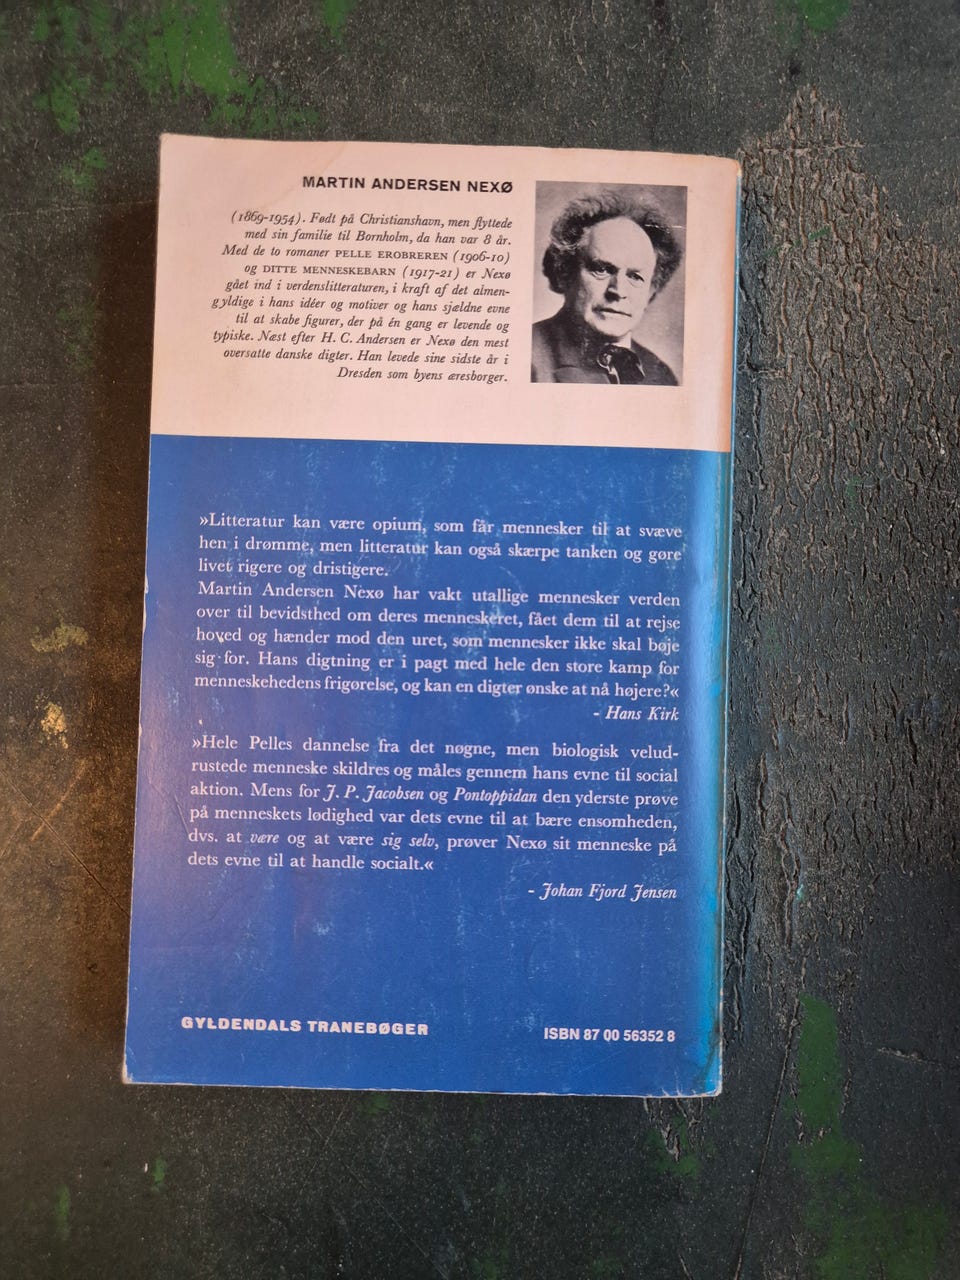 MARTIN ANDERSEN NEXØ
(1869-1954). Født på Christianshavn, men flyttede
med sin familie til Bornholm, da han var 8 år.
Med de to romaner PELLE EROBREREN (1906-10)
og DITTE MENNESKEBARN (1917-21) er Nexø
gået ind i verdenslitteraturen, i kraft af det almen-
gyldige i hans idéer og motiver og hans sjældne evne
til at skabe figurer, der på én gang er levende og
typiske. Næst efter H. C. Andersen er Nexø den mest
oversatte danske digter. Han levede sine sidste år i
Dresden som byens æresborger.
»Litteratur kan være opium, som får mennesker til at svæve
hen i drømme, men litteratur kan også skærpe tanken og gøre
livet rigere og dristigere.
Martin Andersen Nexø har vakt utallige mennesker verden
over til bevidsthed om deres menneskeret, fået dem til at rejse
hoved og hænder mod den uret, som mennesker ikke skal bøje
sig for. Hans digtning er i pagt med hele den store kamp for
menneskehedens frigørelse, og kan en digter ønske at nå højere?«
- Hans Kirk
»Hele Pelles dannelse fra det nøgne, men biologisk velud-
rustede menneske skildres og måles gennem hans evne til social
aktion. Mens for J. P. Jacobsen og Pontoppidan den yderste prøve
på menneskets lødighed var dets evne til at bære ensomheden,
dvs. at være og at være sig selv, prøver Nexø sit menneske på
dets evne til at handle socialt.«
- Johan Fjord Jensen
GYLDENDALS TRANEBØGER
ISBN 87 00 56352 8